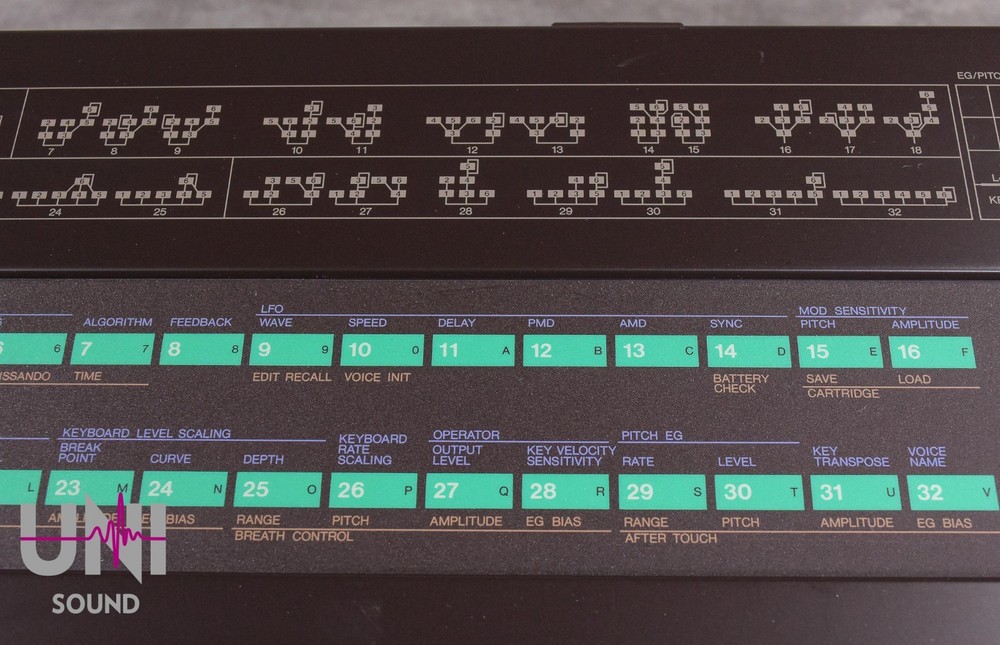 EG/PITC
7 8 9 10 11 12 13 14 15 16 17 18
24 25 26 27 28 29 30 31 32
LFO MOD SENSITIVITY
ALGORITHM FEEDBACK WAVE SPEED DELAY PMD AMD SYNC PITCH AMPLITUDE
6 7 7 8 8 9 9 10 0 11 A 12 B 13 C 14 D 15 E 16 F
ISSANDO TIME EDIT RECALL VOICE INIT BATTERY SAVE LOAD
CHECK CARTRIDGE
KEYBOARD LEVEL SCALING KEYBOARD OPERATOR PITCH EG
BREAK RATE OUTPUT KEY VELOCITY KEY VOICE
POINT CURVE DEPTH SCALING LEVEL SENSITIVITY RATE LEVEL TRANSPOSE NAME
L 23 M 24 N 25 O 26 P 27 Q 28 R 29 S 30 T 31 U 32 V
AMPLITUDE EG BIAS RANGE PITCH AMPLITUDE EG BIAS RANGE PITCH AMPLITUDE EG BIAS
BREATH CONTROL AFTER TOUCH
UNI
SOUND